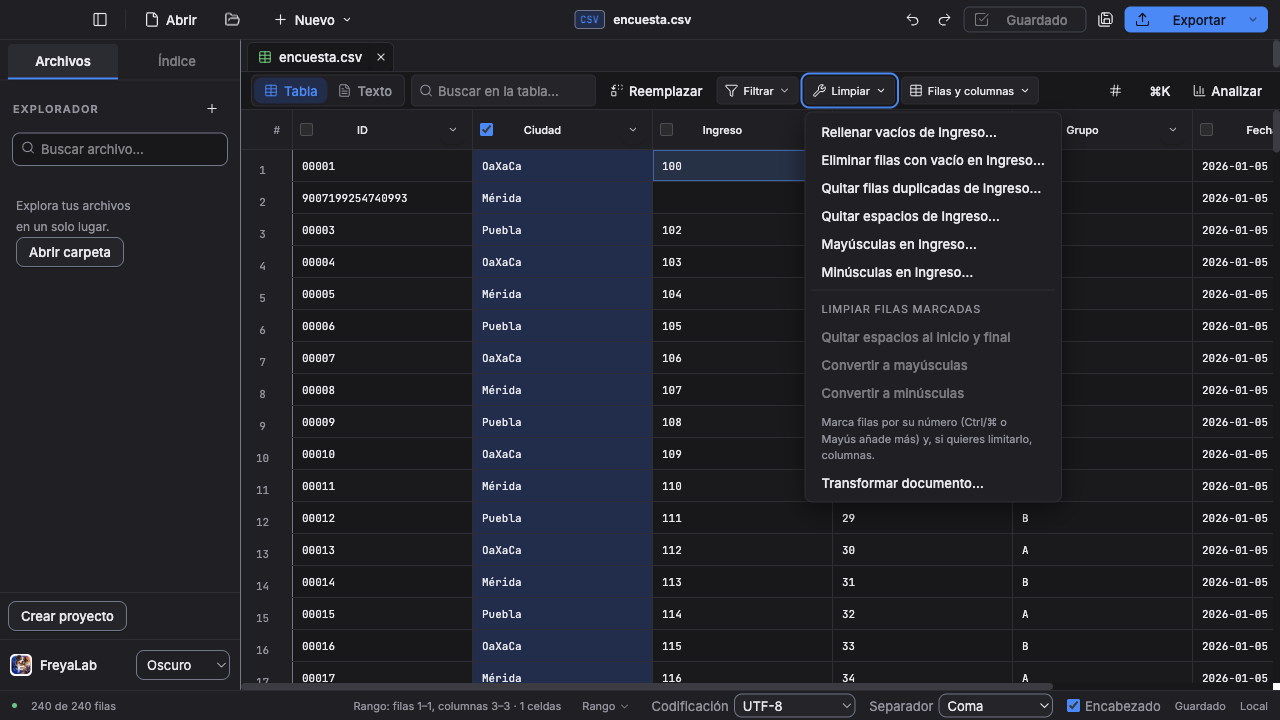 Abrir
Nuevo
CSV encuesta.csv
Guardado
Exportar
Archivos
Índice
encuesta.csv
EXPLORADOR
Buscar archivo...
Explora tus archivos
en un solo lugar.
Abrir carpeta
Crear proyecto
FreyaLab
Oscuro
Tabla
Texto
Buscar en la tabla...
Reemplazar
Filtrar
Limpiar
Filas y columnas
#
⌘K
Analizar
# ID Ciudad Ingreso Grupo Fecha
1 00001 OaXaCa 100 2026-01-05
2 9007199254740993 Mérida 2026-01-05
3 00003 Puebla 102 2026-01-05
4 00004 OaXaCa 103 2026-01-05
5 00005 Mérida 104 2026-01-05
6 00006 Puebla 105 2026-01-05
7 00007 OaXaCa 106 2026-01-05
8 00008 Mérida 107 2026-01-05
9 00009 Puebla 108 2026-01-05
10 00010 OaXaCa 109 2026-01-05
11 00011 Mérida 110 2026-01-05
12 00012 Puebla 111 29 B 2026-01-05
13 00013 OaXaCa 112 30 A 2026-01-05
14 00014 Mérida 113 31 B 2026-01-05
15 00015 Puebla 114 32 A 2026-01-05
16 00016 OaXaCa 115 33 B 2026-01-05
17 00017 Mérida 116 34 A 2026-01-05
Rellenar vacíos de Ingreso...
Eliminar filas con vacío en Ingreso...
Quitar filas duplicadas de Ingreso...
Quitar espacios de Ingreso...
Mayúsculas en Ingreso...
Minúsculas en Ingreso...
LIMPIAR FILAS MARCADAS
Quitar espacios al inicio y final
Convertir a mayúsculas
Convertir a minúsculas
Marca filas por su número (Ctrl/⌘ o
Mayús añade más) y, si quieres limitarlo,
columnas.
Transformar documento...
240 de 240 filas
Rango: filas 1–1, columnas 3–3 · 1 celdas
Rango
Codificación
UTF-8
Separador
Coma
Encabezado
Guardado
Local